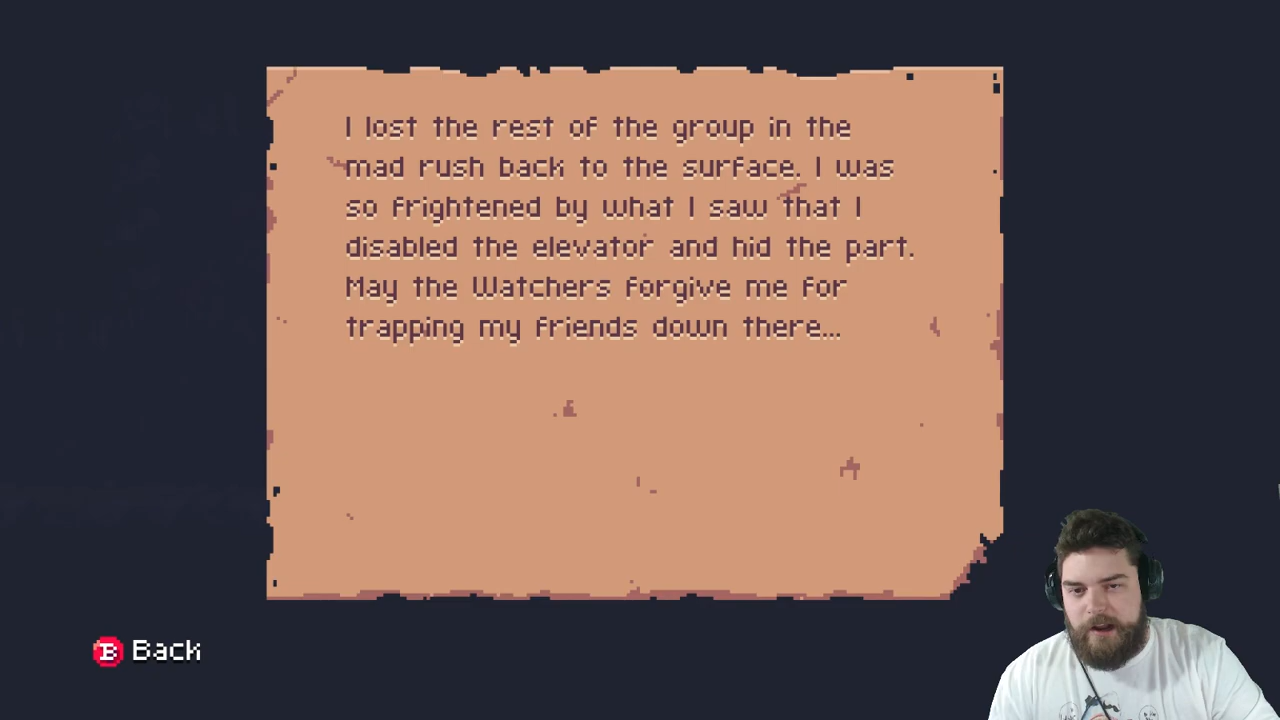 I lost the rest of the group in the
mad rush back to the surface. I was
so frightened by what I saw that I
disabled the elevator and hid the part.
May the Watchers forgive me for
trapping my friends down there...
B Back